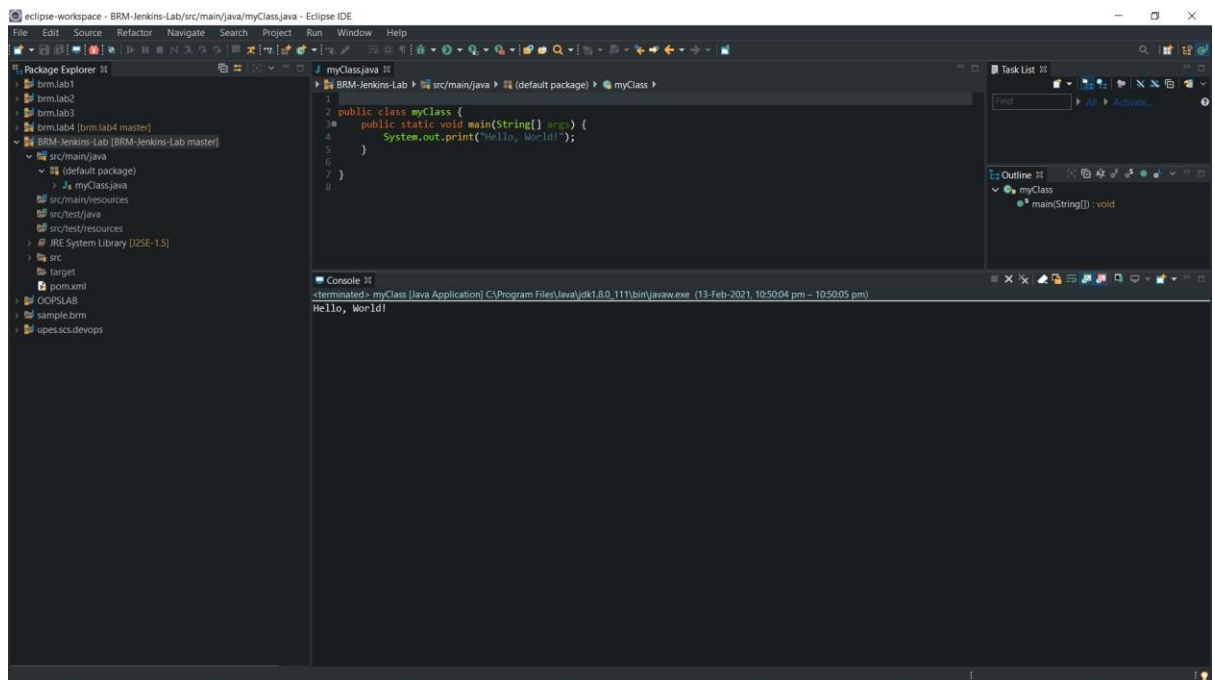 eclipse-workspace - BRM-Jenkins-Lab/src/main/java/myClass.java - Eclipse IDE
File Edit Source Refactor Navigate Search Project Run Window Help
Package Explorer
brm.lab1
brm.lab2
brm.lab3
brm.lab4 [brm.lab4 master]
BRM-Jenkins-Lab [BRM-Jenkins-Lab master]
src/main/java
(default package)
myClass.java
src/main/resources
src/test/java
src/test/resources
JRE System Library [J2SE-1.5]
src
target
pom.xml
OOPSLAB
sample.brm
upes.scs.devops
myClass.java
BRM-Jenkins-Lab src/main/java (default package) myClass
1
2 public class myClass {
3 public static void main(String[] args) {
4 System.out.print("Hello, World!");
5 }
6
7 }
8
Console
<terminated> myClass [Java Application] C:\Program Files\Java\jdk1.8.0_111\bin\javaw.exe (13-Feb-2021, 10:50:04 pm – 10:50:05 pm)
Hello, World!
Task List
Find All Activate...
Outline
myClass
main(String[]) : void